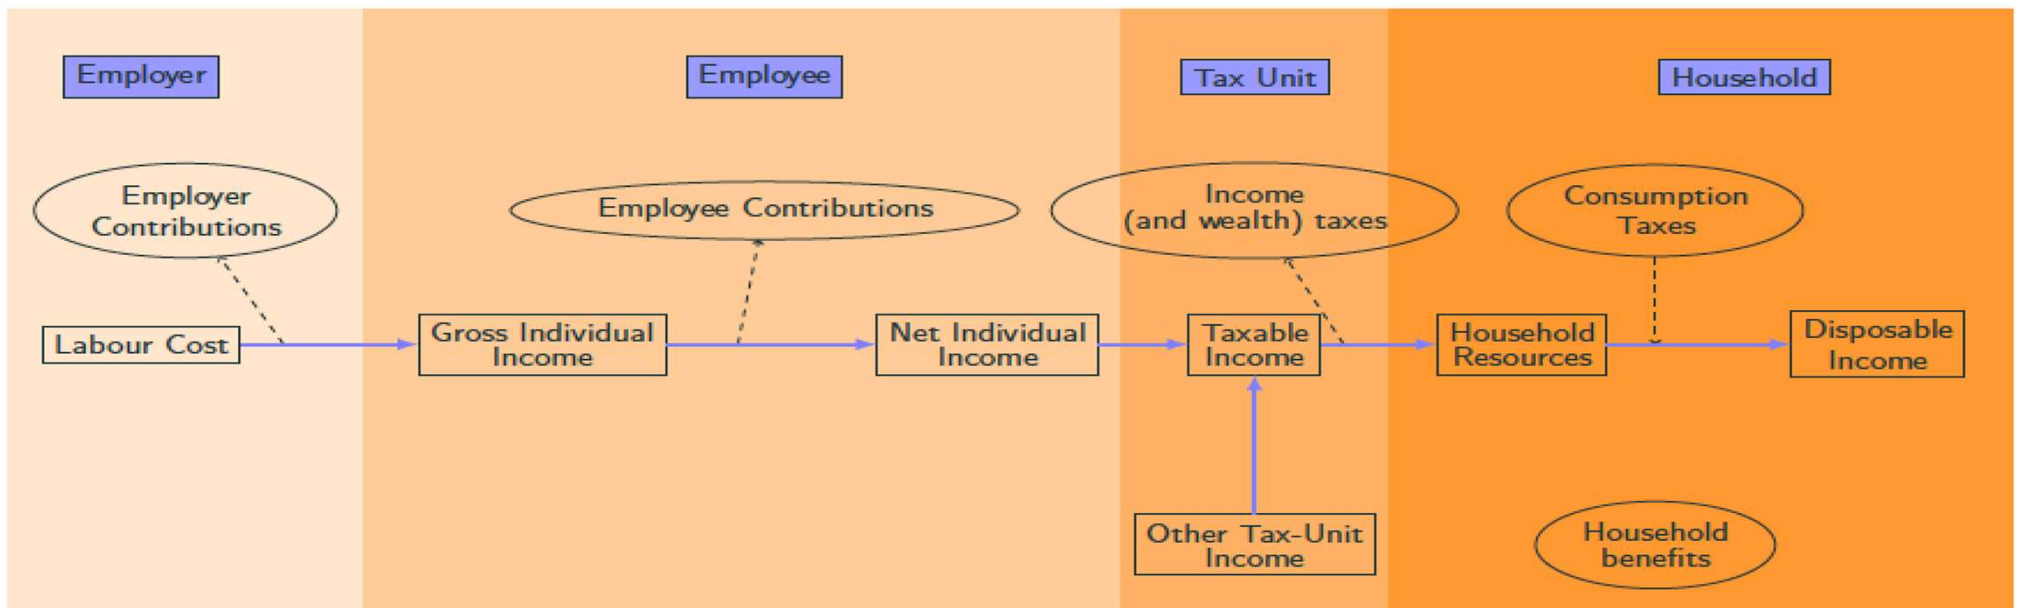 Employer
Employee
Tax Unit
Household
Employer
Contributions
Employee Contributions
Income
(and wealth) taxes
Consumption
Taxes
Labour Cost
Gross Individual
Income
Net Individual
Income
Taxable
Income
Household
Resources
Disposable
Income
Other Tax-Unit
Income
Household
benefits